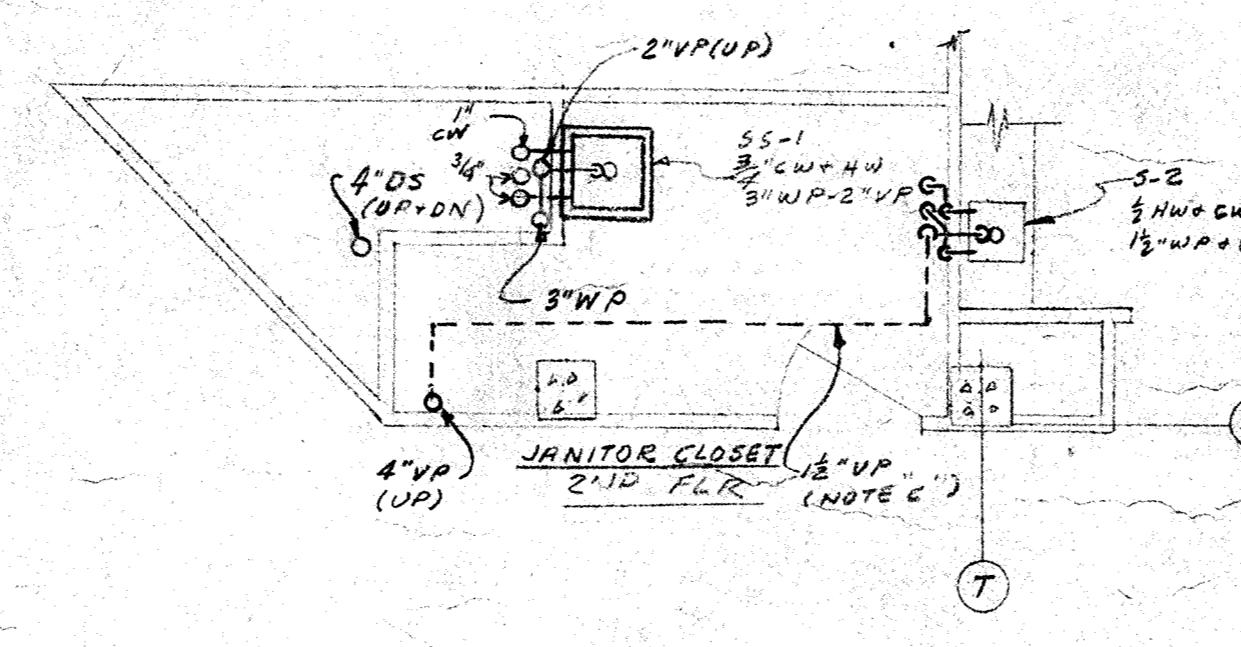 2"VP(UP)
1"
CW
3/4"
4"DS
(UP+DN)
SS-1
3/4" CW+HW
3"WP-2"VP
S-2
1/2 HW+CW
1 1/2"WP+
3"WP
4"VP
(UP)
JANITOR CLOSET
2ND FLR
1 1/2"VP
(NOTE "C")
T